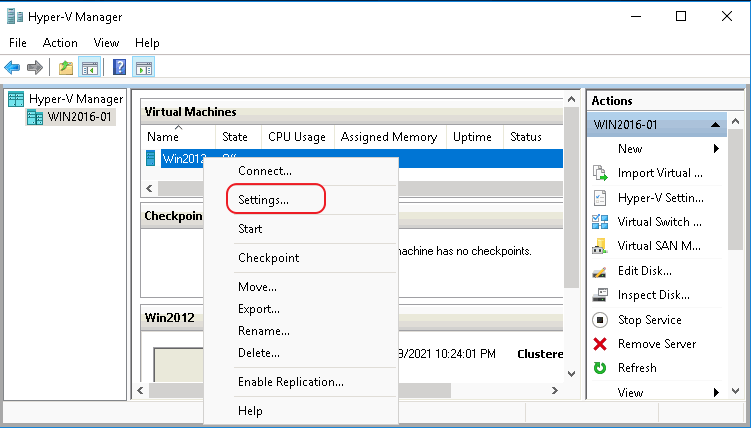 Hyper-V Manager
File Action View Help
Hyper-V Manager
WIN2016-01
Virtual Machines
Name State CPU Usage Assigned Memory Uptime Status
Win2012 Off
Connect...
Settings...
Start
Checkpoint
Move...
Export...
Rename...
Delete...
Enable Replication...
Help
Checkpoin
machine has no checkpoints.
Win2012
/2021 10:24:01 PM Clustere
Actions
WIN2016-01
New
Import Virtual ...
Hyper-V Settin...
Virtual Switch ...
Virtual SAN M...
Edit Disk...
Inspect Disk...
Stop Service
Remove Server
Refresh
View